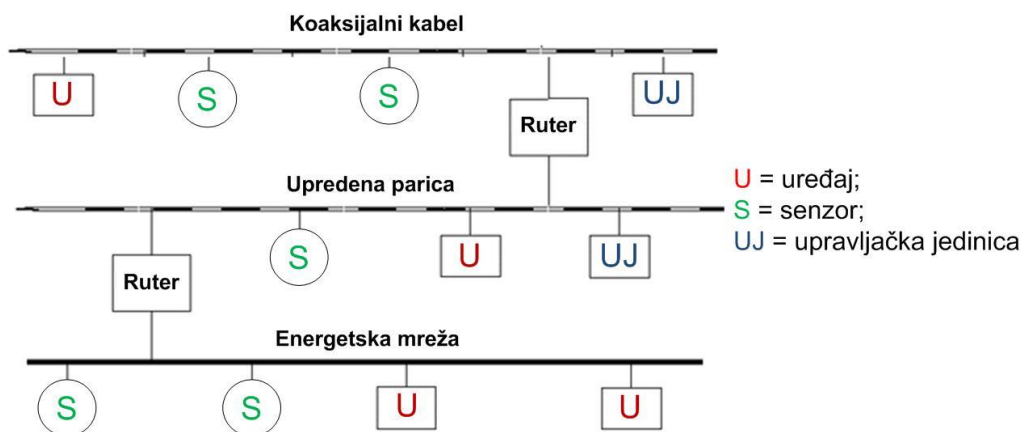 Koaksijalni kabel
U
S
S
UJ
Ruter
Upredena parica
U = uređaj;
S = senzor;
UJ = upravljačka jedinica
S
U
UJ
Ruter
Energetska mreža
S
S
U
U